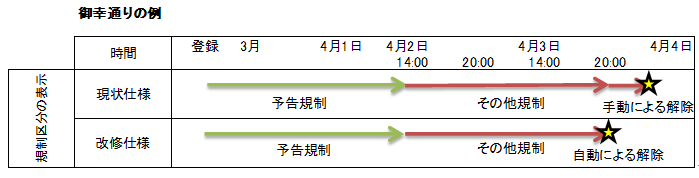 御幸通りの例
時間 登録 3月 4月1日 4月2日 4月3日 4月4日
14:00 20:00 14:00 20:00
規制区分の表示
現状仕様 予告規制 その他規制 手動による解除
改修仕様 予告規制 その他規制 自動による解除